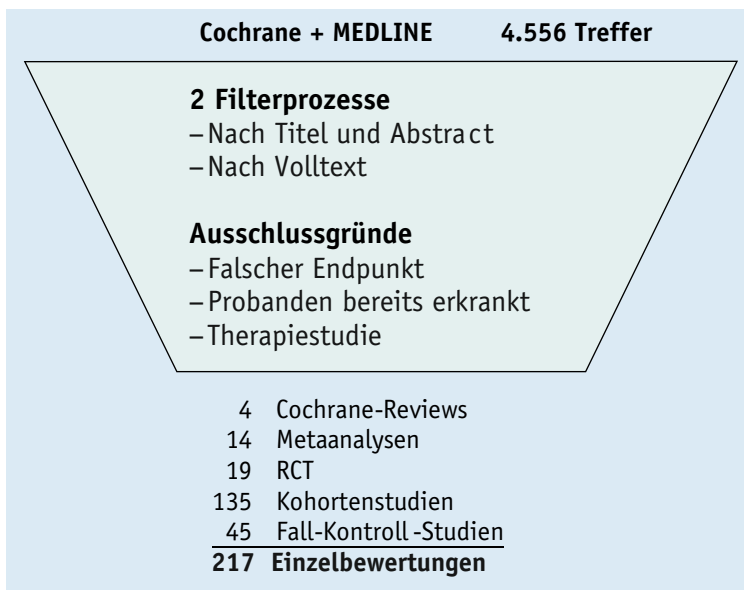 Cochrane + MEDLINE 4.556 Treffer
2 Filterprozesse
– Nach Titel und Abstract
– Nach Volltext
Ausschlussgründe
– Falscher Endpunkt
– Probanden bereits erkrankt
– Therapiestudie
4 Cochrane-Reviews
14 Metaanalysen
19 RCT
135 Kohortenstudien
45 Fall-Kontroll-Studien
217 Einzelbewertungen